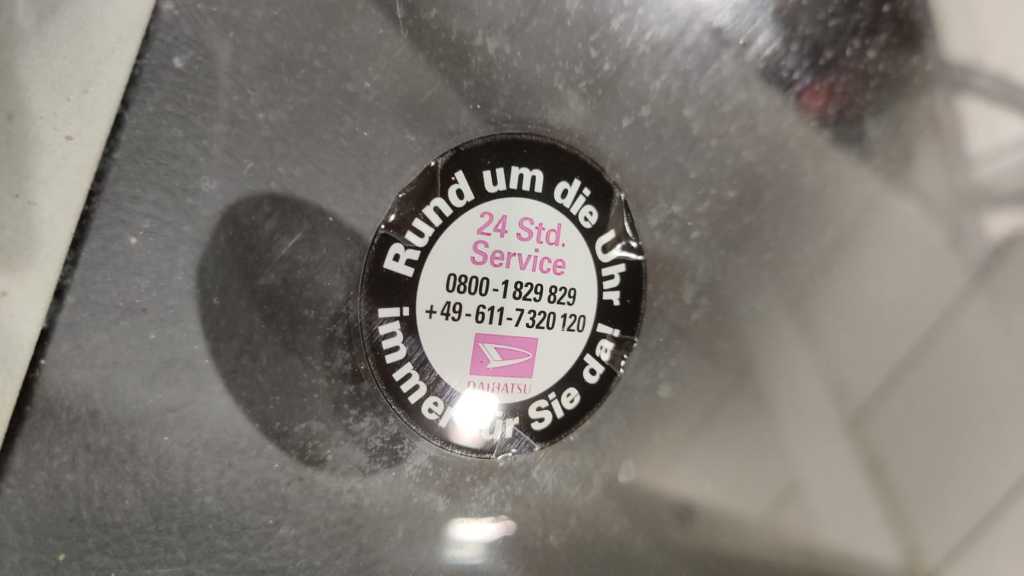 Rund um die Uhr
24 Std.
Service
0800-1 829 829
+49-611-7 320 120
DAIHATSU
immer für Sie da!